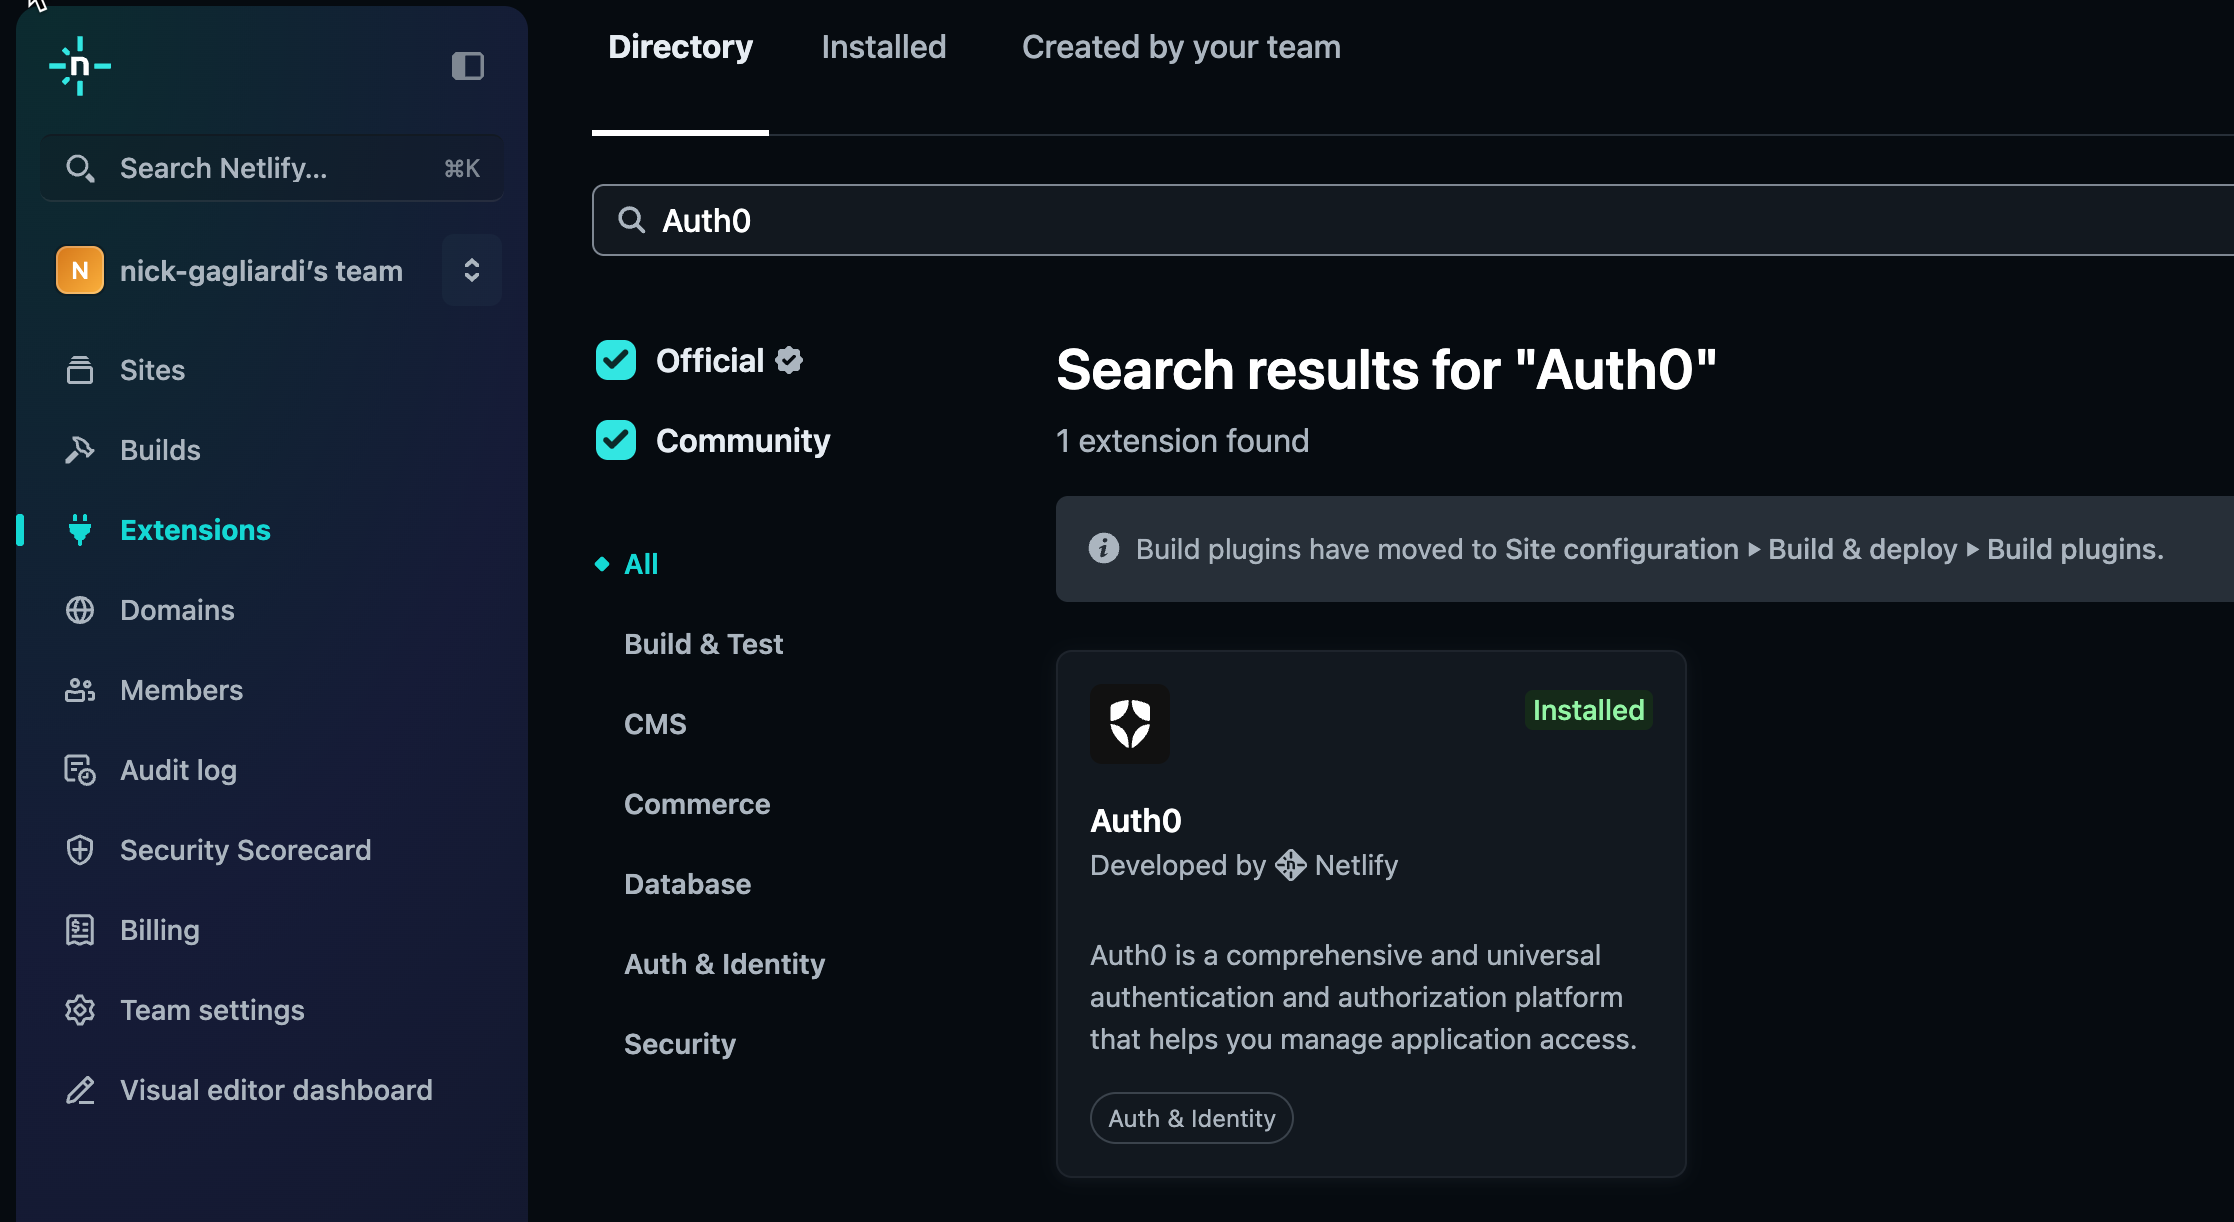 n
Search Netlify...
⌘K
N
nick-gagliardi’s team
Sites
Builds
Extensions
Domains
Members
Audit log
Security Scorecard
Billing
Team settings
Visual editor dashboard
Directory
Installed
Created by your team
Auth0
Official
Community
All
Build & Test
CMS
Commerce
Database
Auth & Identity
Security
Search results for "Auth0"
1 extension found
Build plugins have moved to Site configuration ▸ Build & deploy ▸ Build plugins.
Installed
Auth0
Developed by Netlify
Auth0 is a comprehensive and universal
authentication and authorization platform
that helps you manage application access.
Auth & Identity